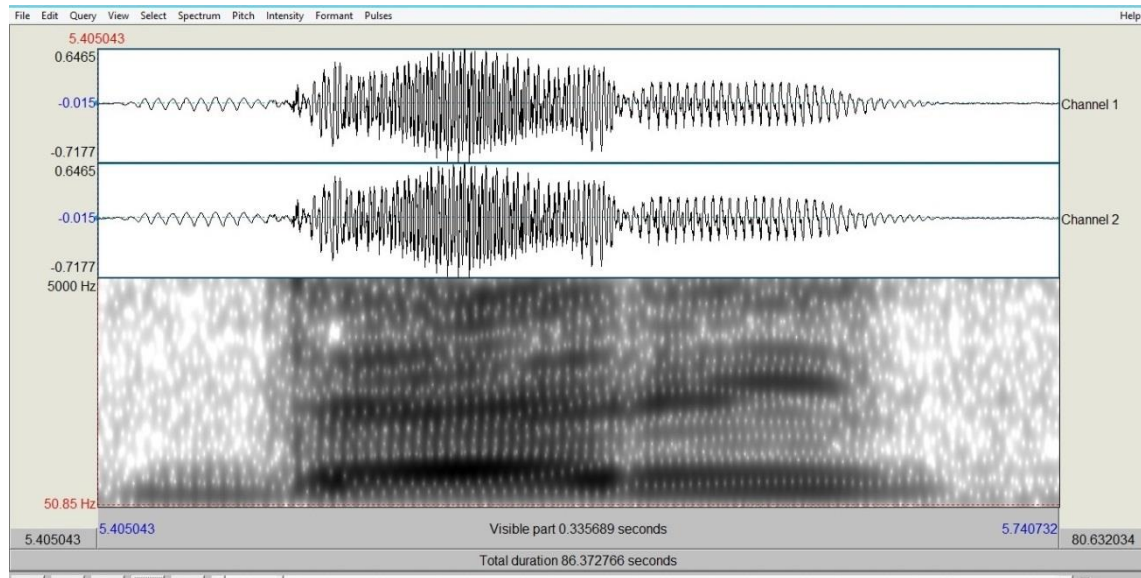 File Edit Query View Select Spectrum Pitch Intensity Formant Pulses Help
5.405043
0.6465
-0.015
-0.7177
Channel 1
0.6465
-0.015
-0.7177
Channel 2
5000 Hz
50.85 Hz
5.405043 Visible part 0.335689 seconds 5.740732
5.405043 80.632034
Total duration 86.372766 seconds